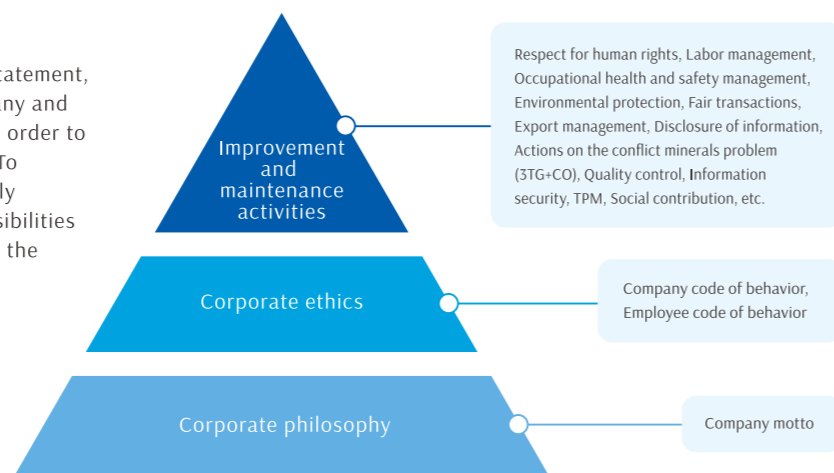 tatement,
any and
order to
To
ly
sibilities
the
Improvement
and
maintenance
activities
Respect for human rights, Labor management,
Occupational health and safety management,
Environmental protection, Fair transactions,
Export management, Disclosure of information,
Actions on the conflict minerals problem
(3TG+CO), Quality control, Information
security, TPM, Social contribution, etc.
Corporate ethics
Company code of behavior,
Employee code of behavior
Corporate philosophy
Company motto